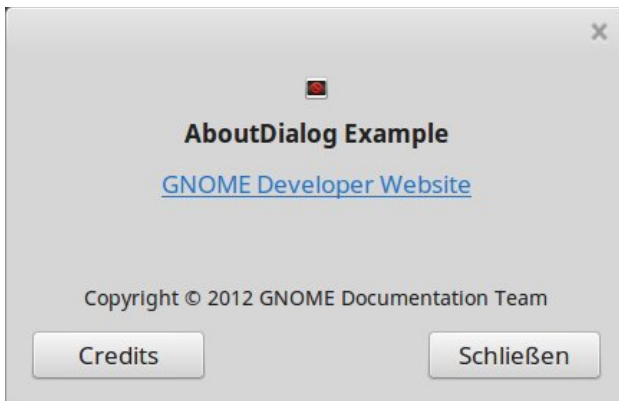 AboutDialog Example
GNOME Developer Website
Copyright © 2012 GNOME Documentation Team
Credits
Schließen